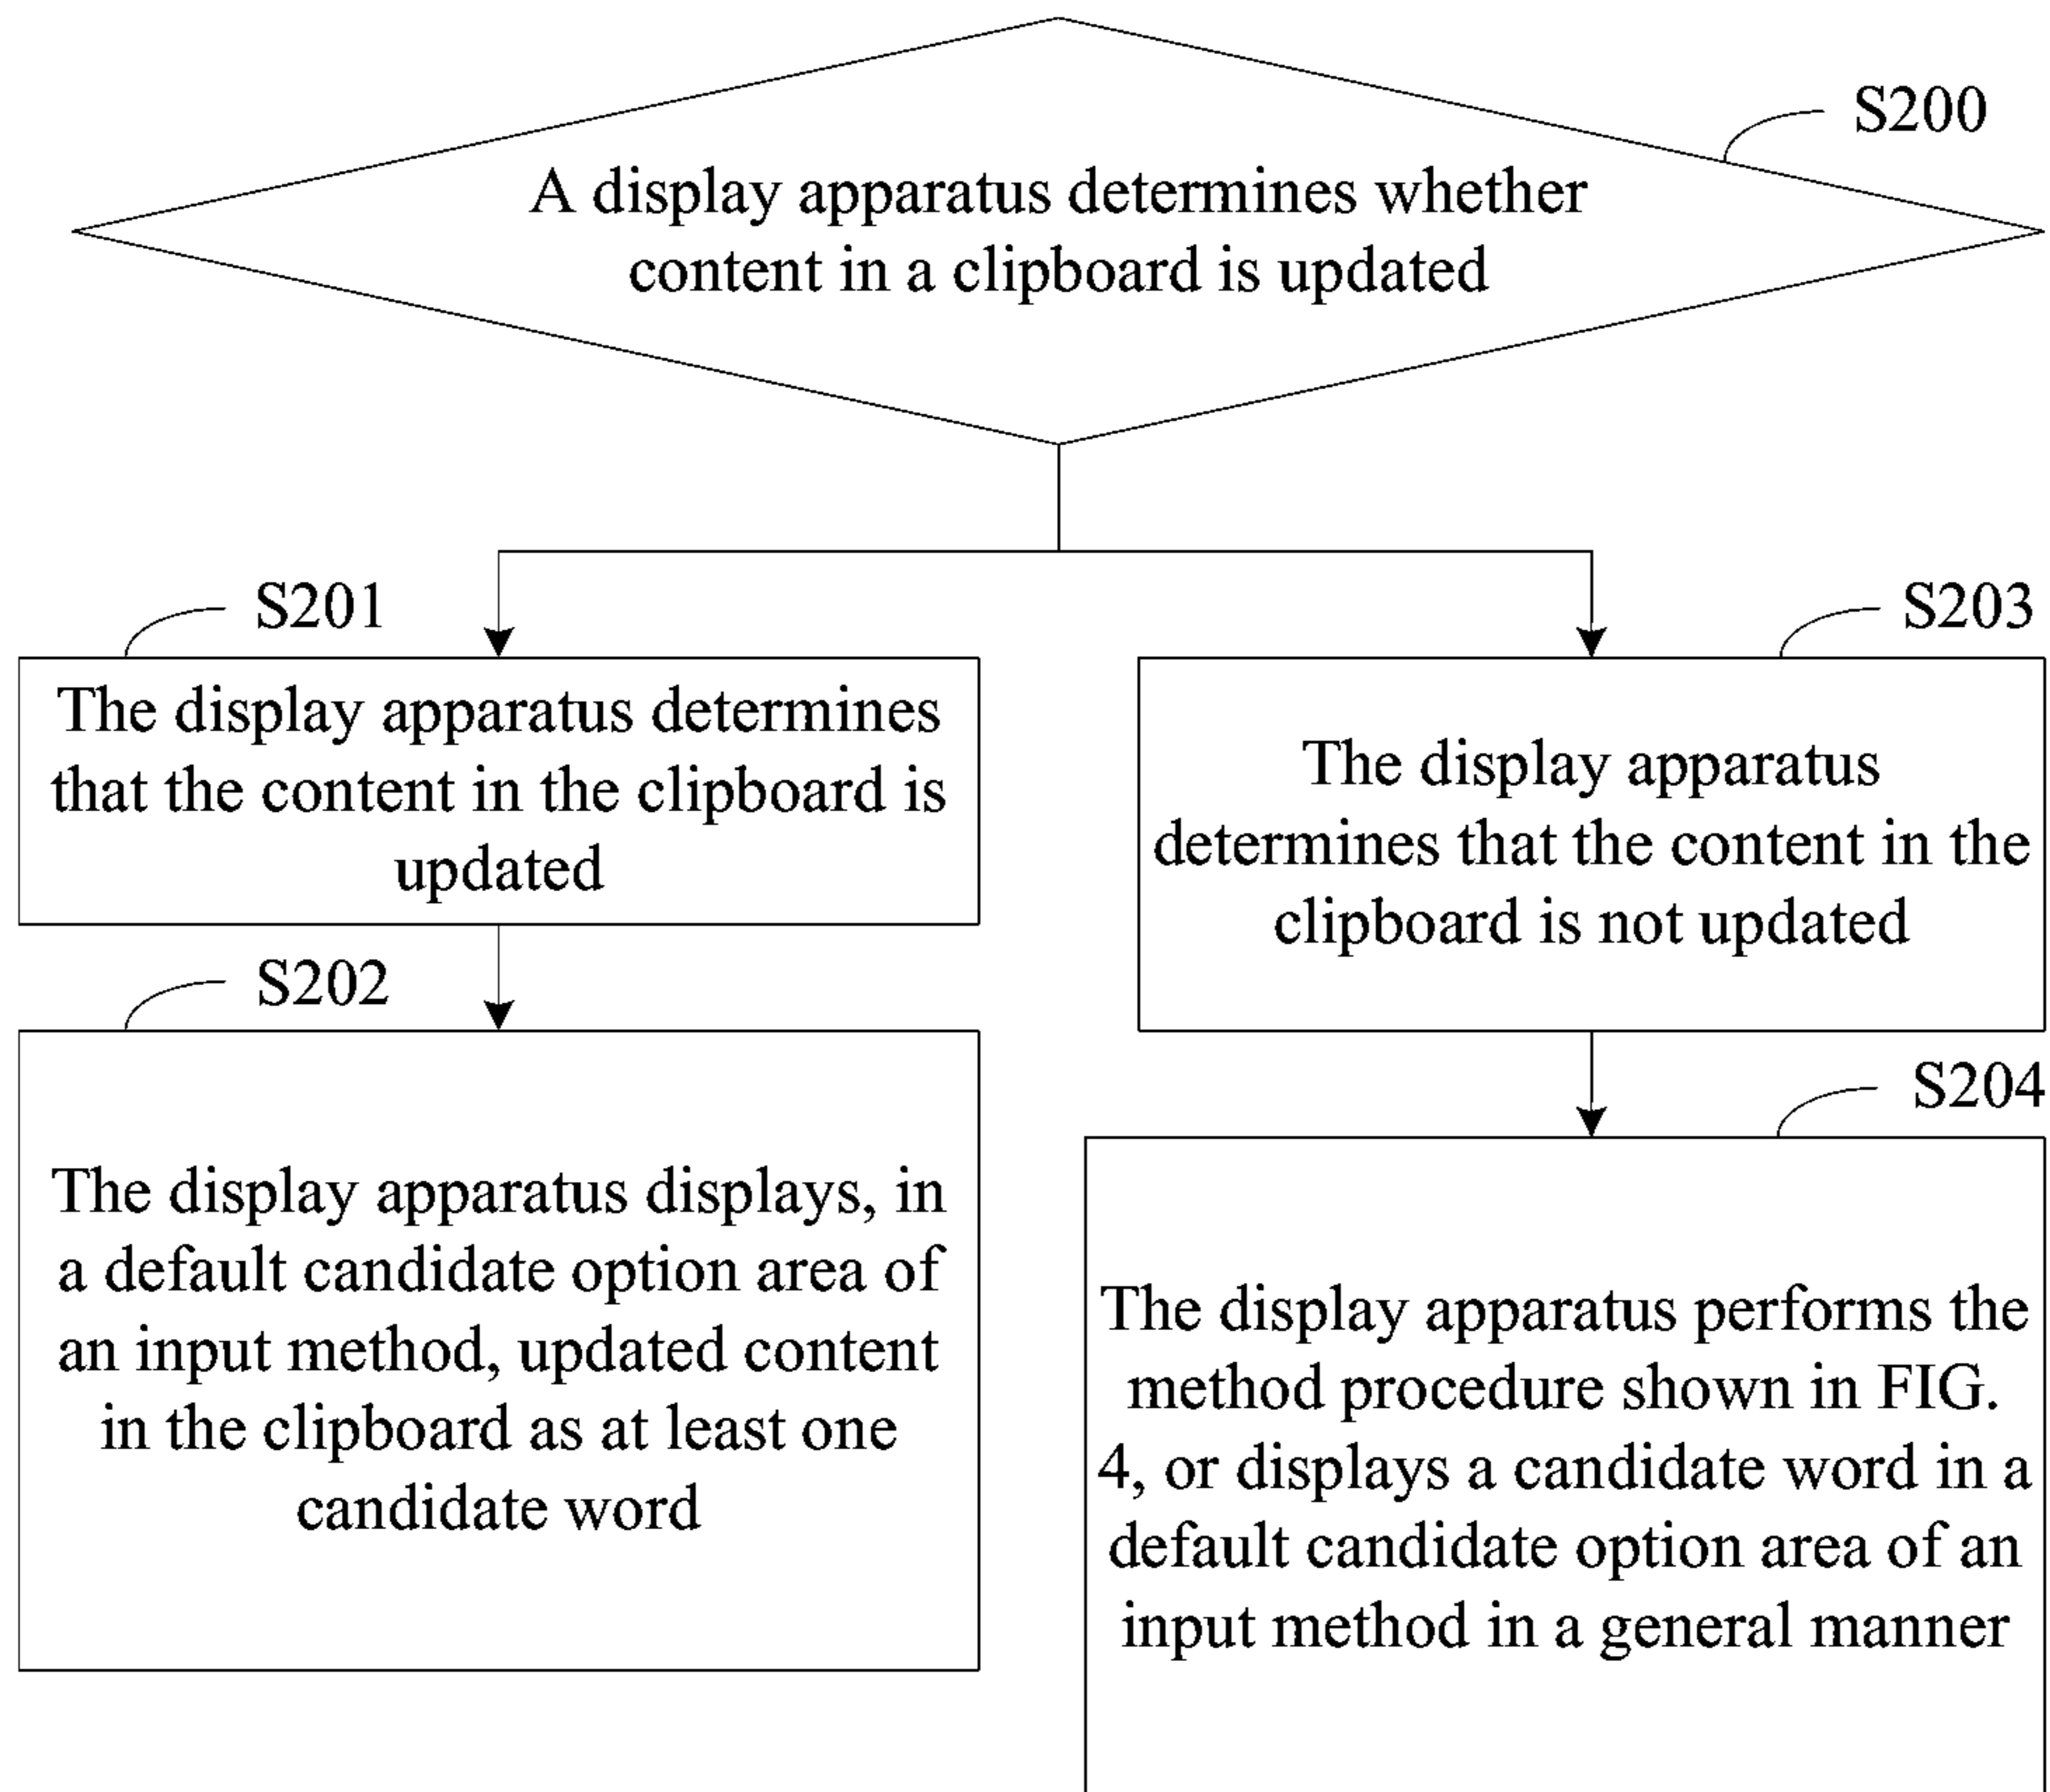 S200
A display apparatus determines whether
content in a clipboard is updated
S201
The display apparatus determines
that the content in the clipboard is
updated
S202
The display apparatus displays, in
a default candidate option area of
an input method, updated content
in the clipboard as at least one
candidate word
S203
The display apparatus
determines that the content in the
clipboard is not updated
S204
The display apparatus performs the
method procedure shown in FIG.
4, or displays a candidate word in a
default candidate option area of an
input method in a general manner